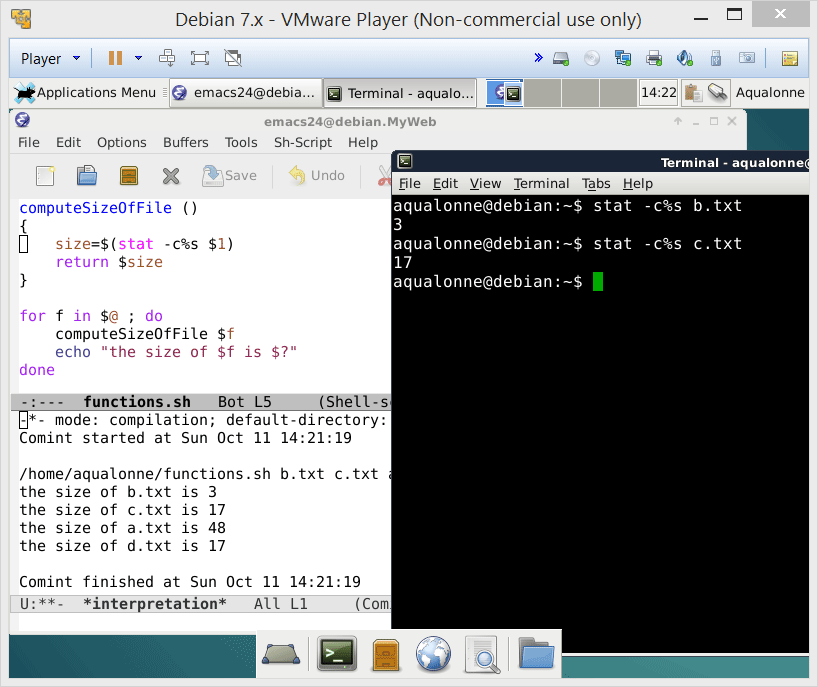 Debian 7.x - VMware Player (Non-commercial use only)
Player
Applications Menu
emacs24@debia...
Terminal - aqualo...
14:22
Aqualonne
emacs24@debian.MyWeb
File Edit Options Buffers Tools Sh-Script Help
Save Undo
computeSizeOfFile ()
{
    size=$(stat -c%s $1)
    return $size
}
for f in $@ ; do
    computeSizeOfFile $f
    echo "the size of $f is $?"
done
-:--- functions.sh Bot L5 (Shell-s
-*- mode: compilation; default-directory:
Comint started at Sun Oct 11 14:21:19
/home/aqualonne/functions.sh b.txt c.txt
the size of b.txt is 3
the size of c.txt is 17
the size of a.txt is 48
the size of d.txt is 17
Comint finished at Sun Oct 11 14:21:19
U:**- *interpretation* All L1 (Com
Terminal - aqualonne@
File Edit View Terminal Tabs Help
aqualonne@debian:~$ stat -c%s b.txt
3
aqualonne@debian:~$ stat -c%s c.txt
17
aqualonne@debian:~$